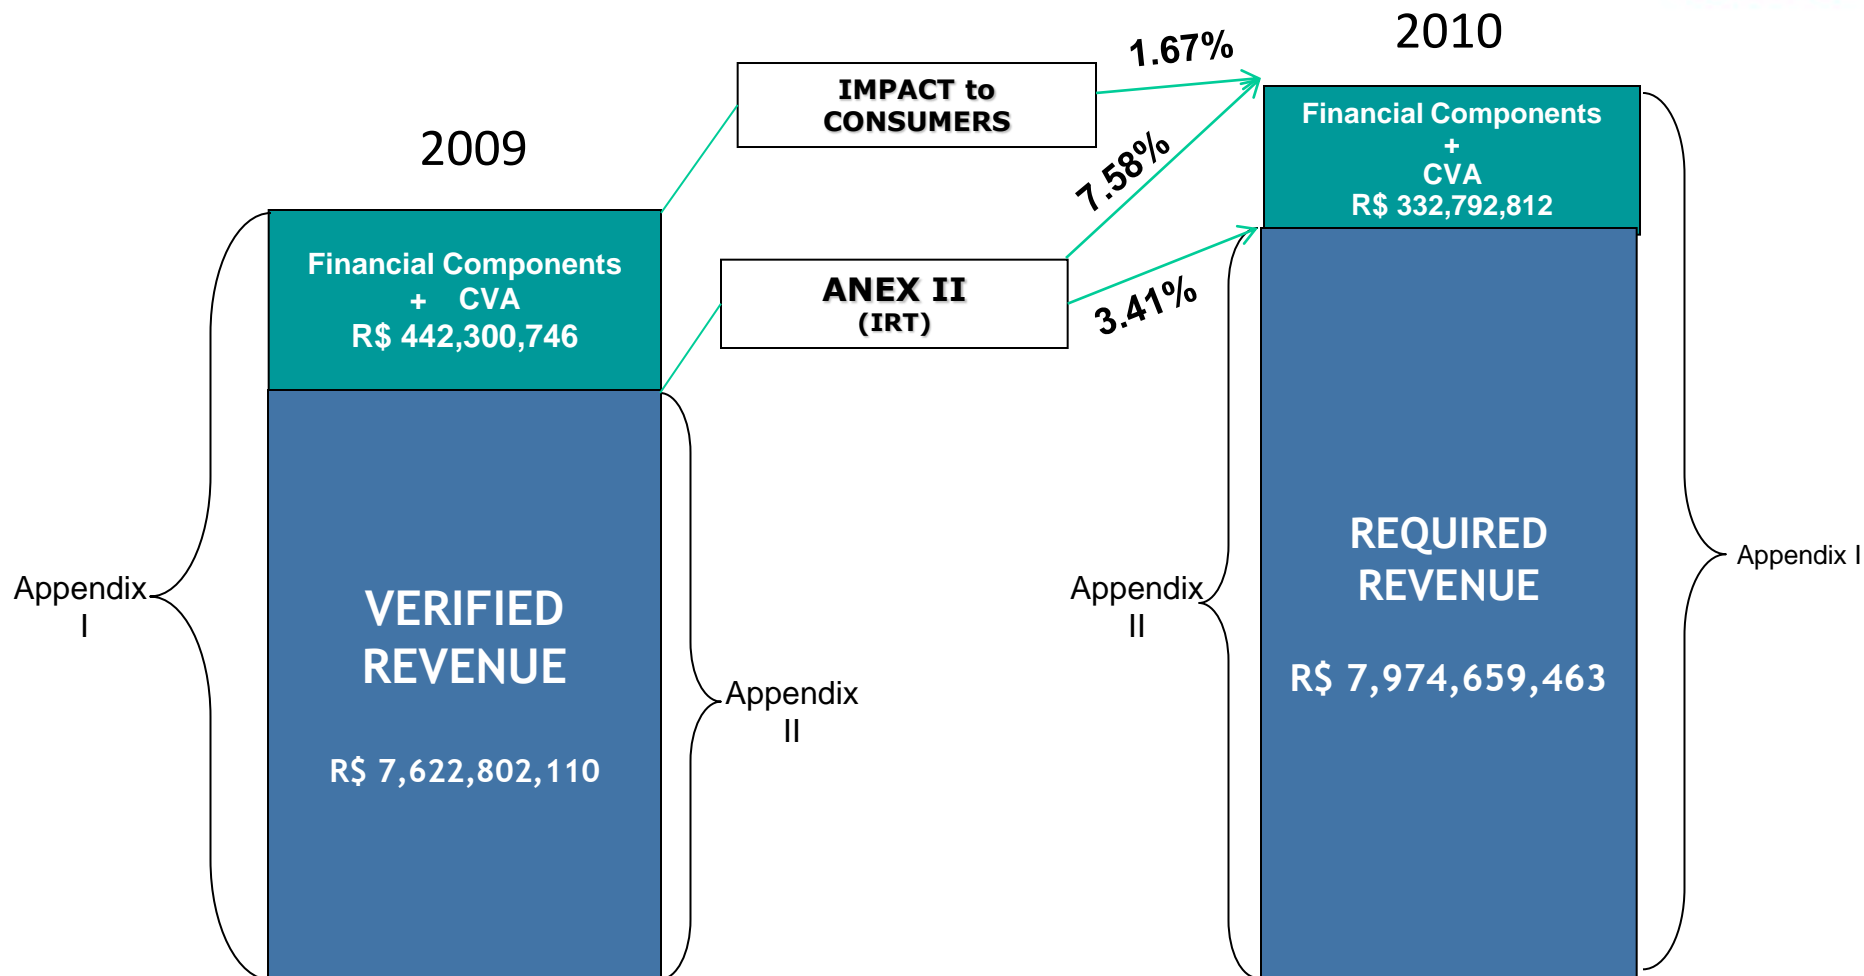 2009
Financial Components
+ CVA
R$ 442,300,746
VERIFIED
REVENUE
R$ 7,622,802,110
Appendix
I
Appendix
II
IMPACT to
CONSUMERS
ANEX II
(IRT)
1.67%
7.58%
3.41%
2010
Financial Components
+
CVA
R$ 332,792,812
REQUIRED
REVENUE
R$ 7,974,659,463
Appendix
II
Appendix I